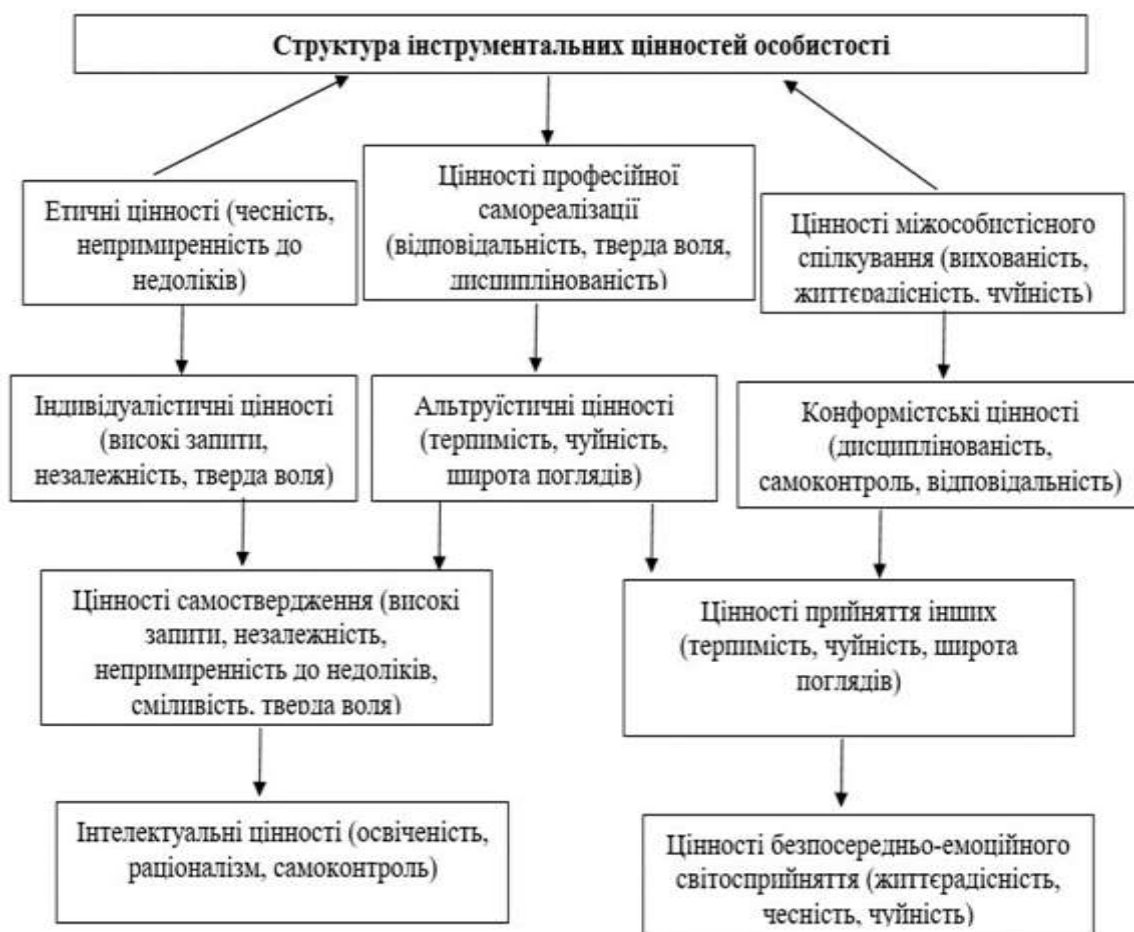 Структура інструментальних цінностей особистості
Етичні цінності (чесність,
непримиренність до
недоліків)
Цінності професійної
самореалізації
(відповідальність, тверда воля,
дисциплінованість)
Цінності міжособистісного
спілкування (вихованість,
життєрадісність, чуйність)
Індивідуалістичні цінності
(високі запити,
незалежність, тверда воля)
Альтруїстичні цінності
(терпимість, чуйність,
широта поглядів)
Конформістські цінності
(дисциплінованість,
самоконтроль, відповідальність)
Цінності самоствердження (високі
запити, незалежність,
непримиренність до недоліків,
сміливість, тверда воля)
Цінності прийняття інших
(терпимість, чуйність, широта
поглядів)
Інтелектуальні цінності (освіченість,
раціоналізм, самоконтроль)
Цінності безпосередньо-емоційного
світосприйняття (життєрадісність,
чесність, чуйність)